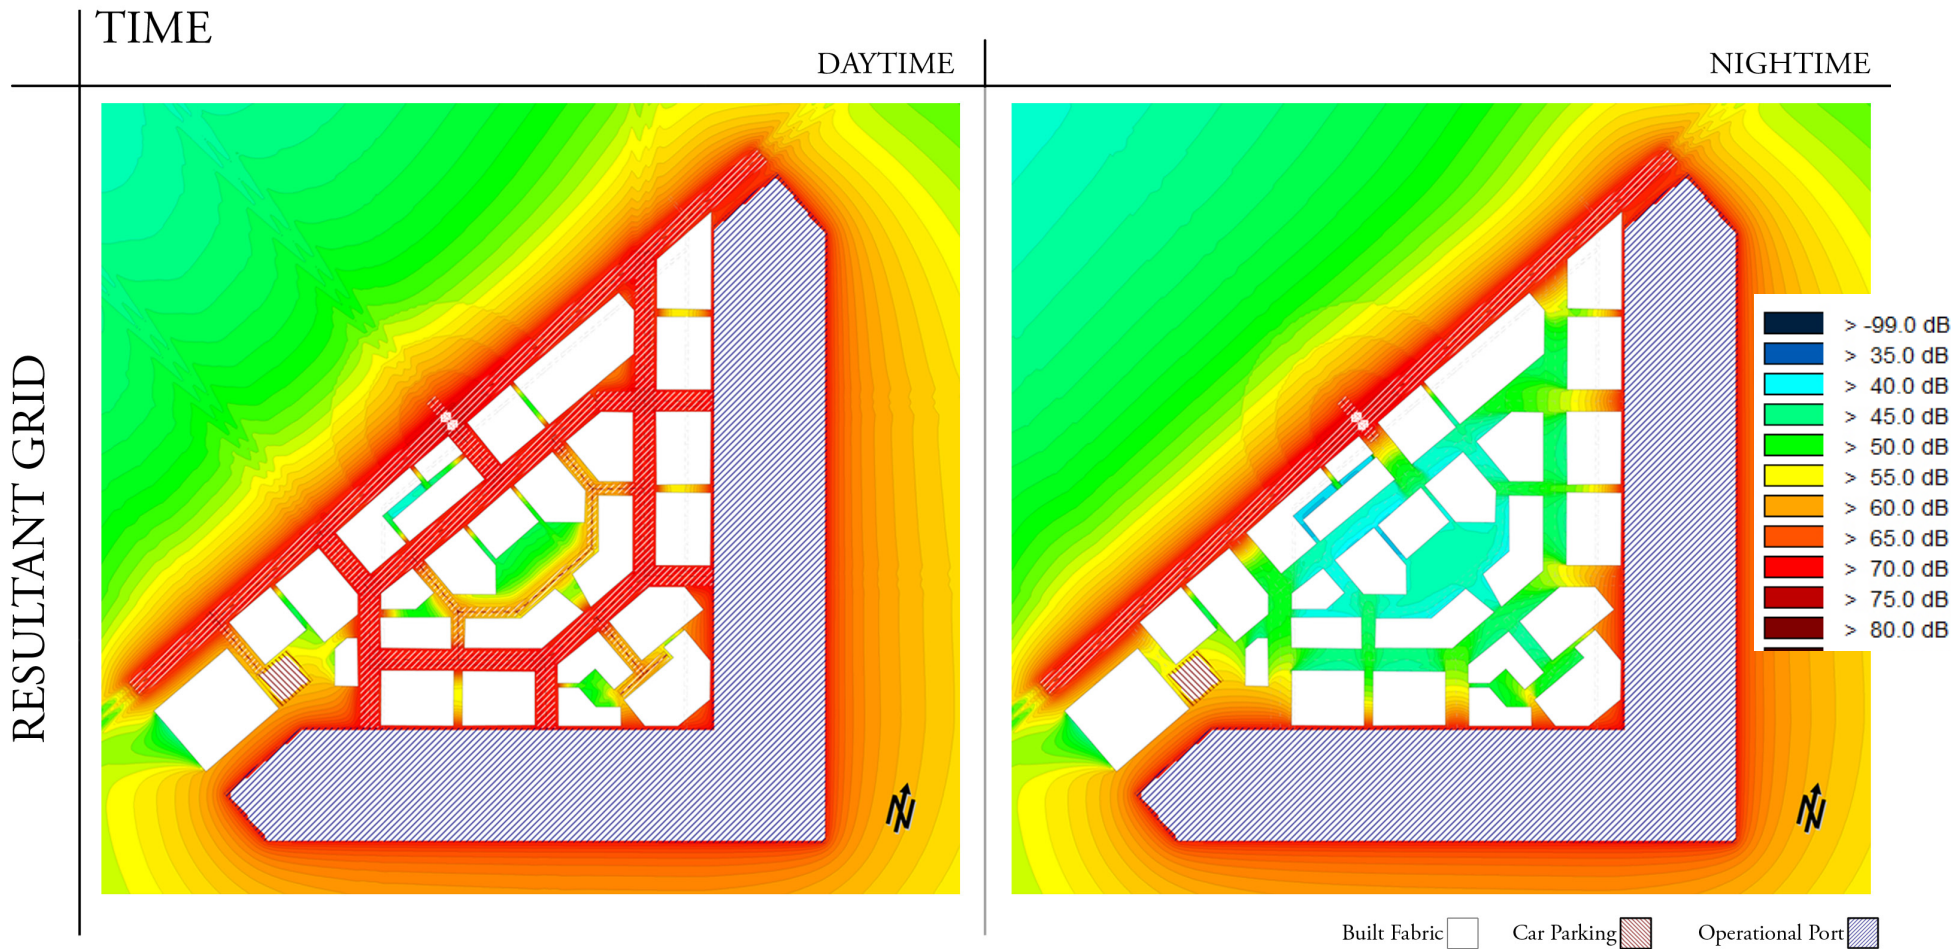 TIME
DAYTIME
NIGHTIME
RESULTANT GRID
> -99.0 dB
> 35.0 dB
> 40.0 dB
> 45.0 dB
> 50.0 dB
> 55.0 dB
> 60.0 dB
> 65.0 dB
> 70.0 dB
> 75.0 dB
> 80.0 dB
N
N
Built Fabric
Car Parking
Operational Port